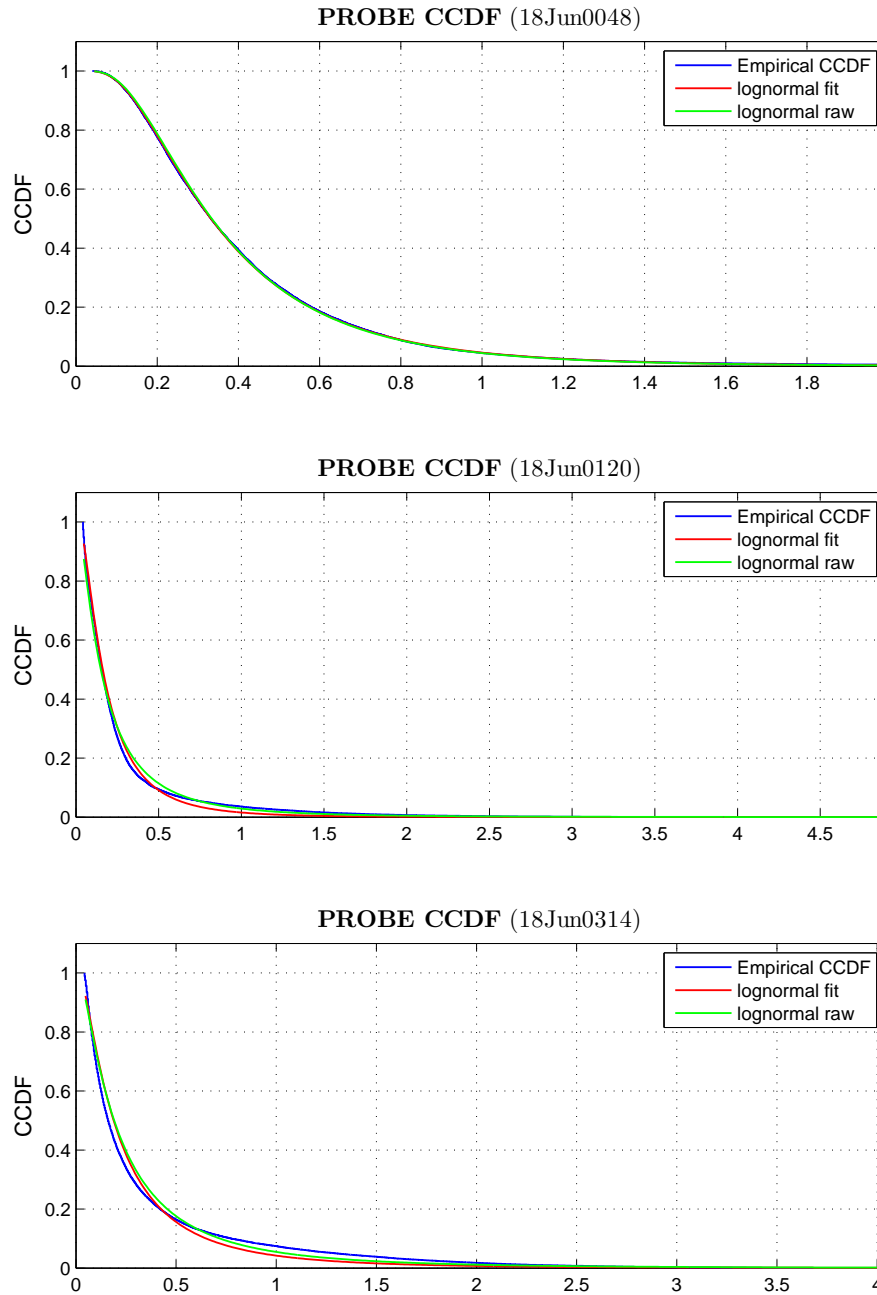 PROBE CCDF (18Jun0048)
Empirical CCDF
lognormal fit
lognormal raw
CCDF
1
0.8
0.6
0.4
0.2
0
0 0.2 0.4 0.6 0.8 1 1.2 1.4 1.6 1.8
PROBE CCDF (18Jun0120)
Empirical CCDF
lognormal fit
lognormal raw
CCDF
1
0.8
0.6
0.4
0.2
0
0 0.5 1 1.5 2 2.5 3 3.5 4 4.5
PROBE CCDF (18Jun0314)
Empirical CCDF
lognormal fit
lognormal raw
CCDF
1
0.8
0.6
0.4
0.2
0
0 0.5 1 1.5 2 2.5 3 3.5 4